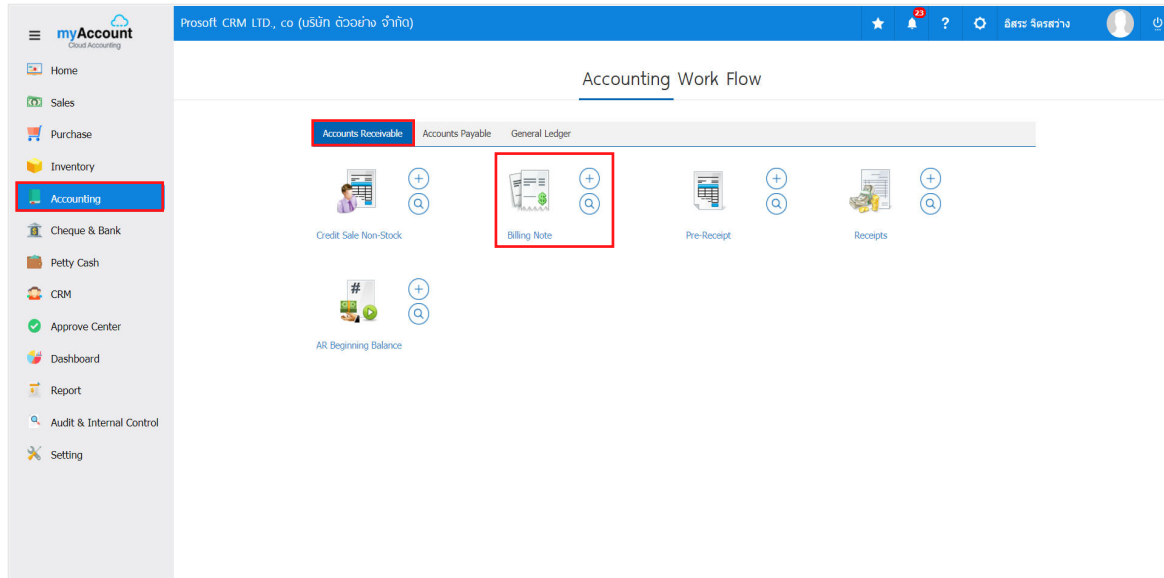 myAccount
Cloud Accounting
Prosoft CRM LTD., co (บริษัท ตัวอย่าง จำกัด)
23
?
อิสระ จิตรสว่าง
Home
Sales
Purchase
Inventory
Accounting
Cheque & Bank
Petty Cash
CRM
Approve Center
Dashboard
Report
Audit & Internal Control
Setting
Accounting Work Flow
Accounts Receivable Accounts Payable General Ledger
Credit Sale Non-Stock Billing Note Pre-Receipt Receipts
#
AR Beginning Balance